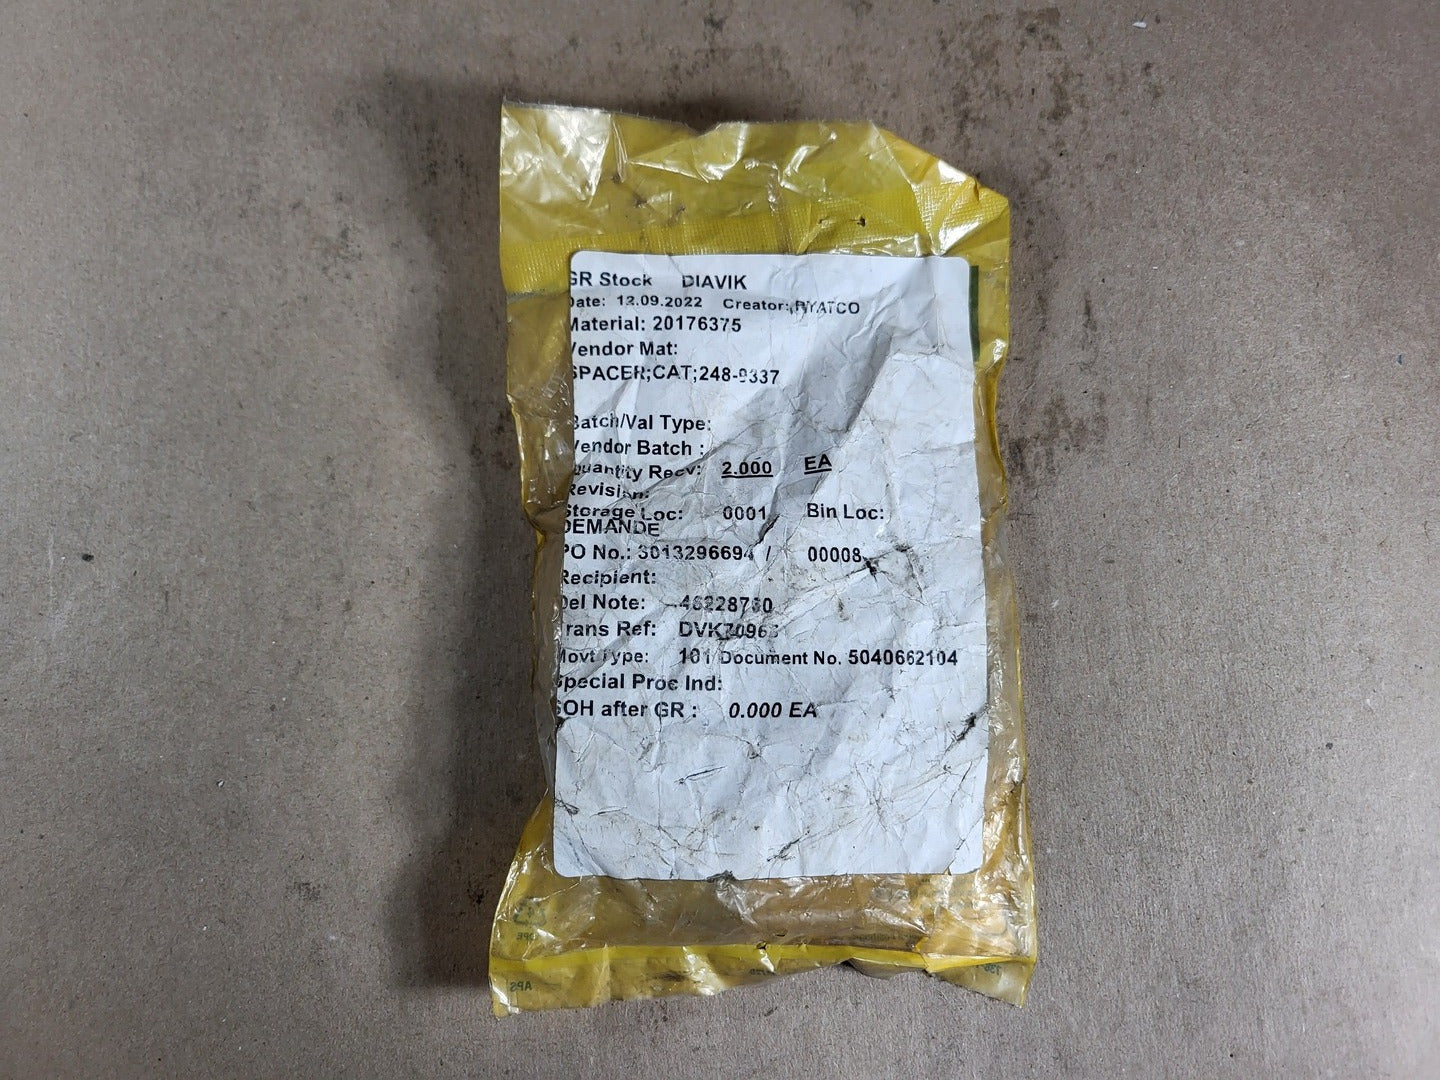 GR Stock DIAVIK
Date: 12.09.2022 Creator: RYATCO
Material: 20176375
Vendor Mat:
SPACER;CAT;248-9337
Batch/Val Type:
Vendor Batch :
Quantity Recv: 2.000 EA
Revision:
Storage Loc: 0001 Bin Loc:
DEMANDE
PO No.: 3013296694 / 00008
Recipient:
Del Note: 46228760
Trans Ref:
Movt Type: 101 Document No. 5040662104
Special Proc Ind:
SOH after GR : 0.000 EA
APS